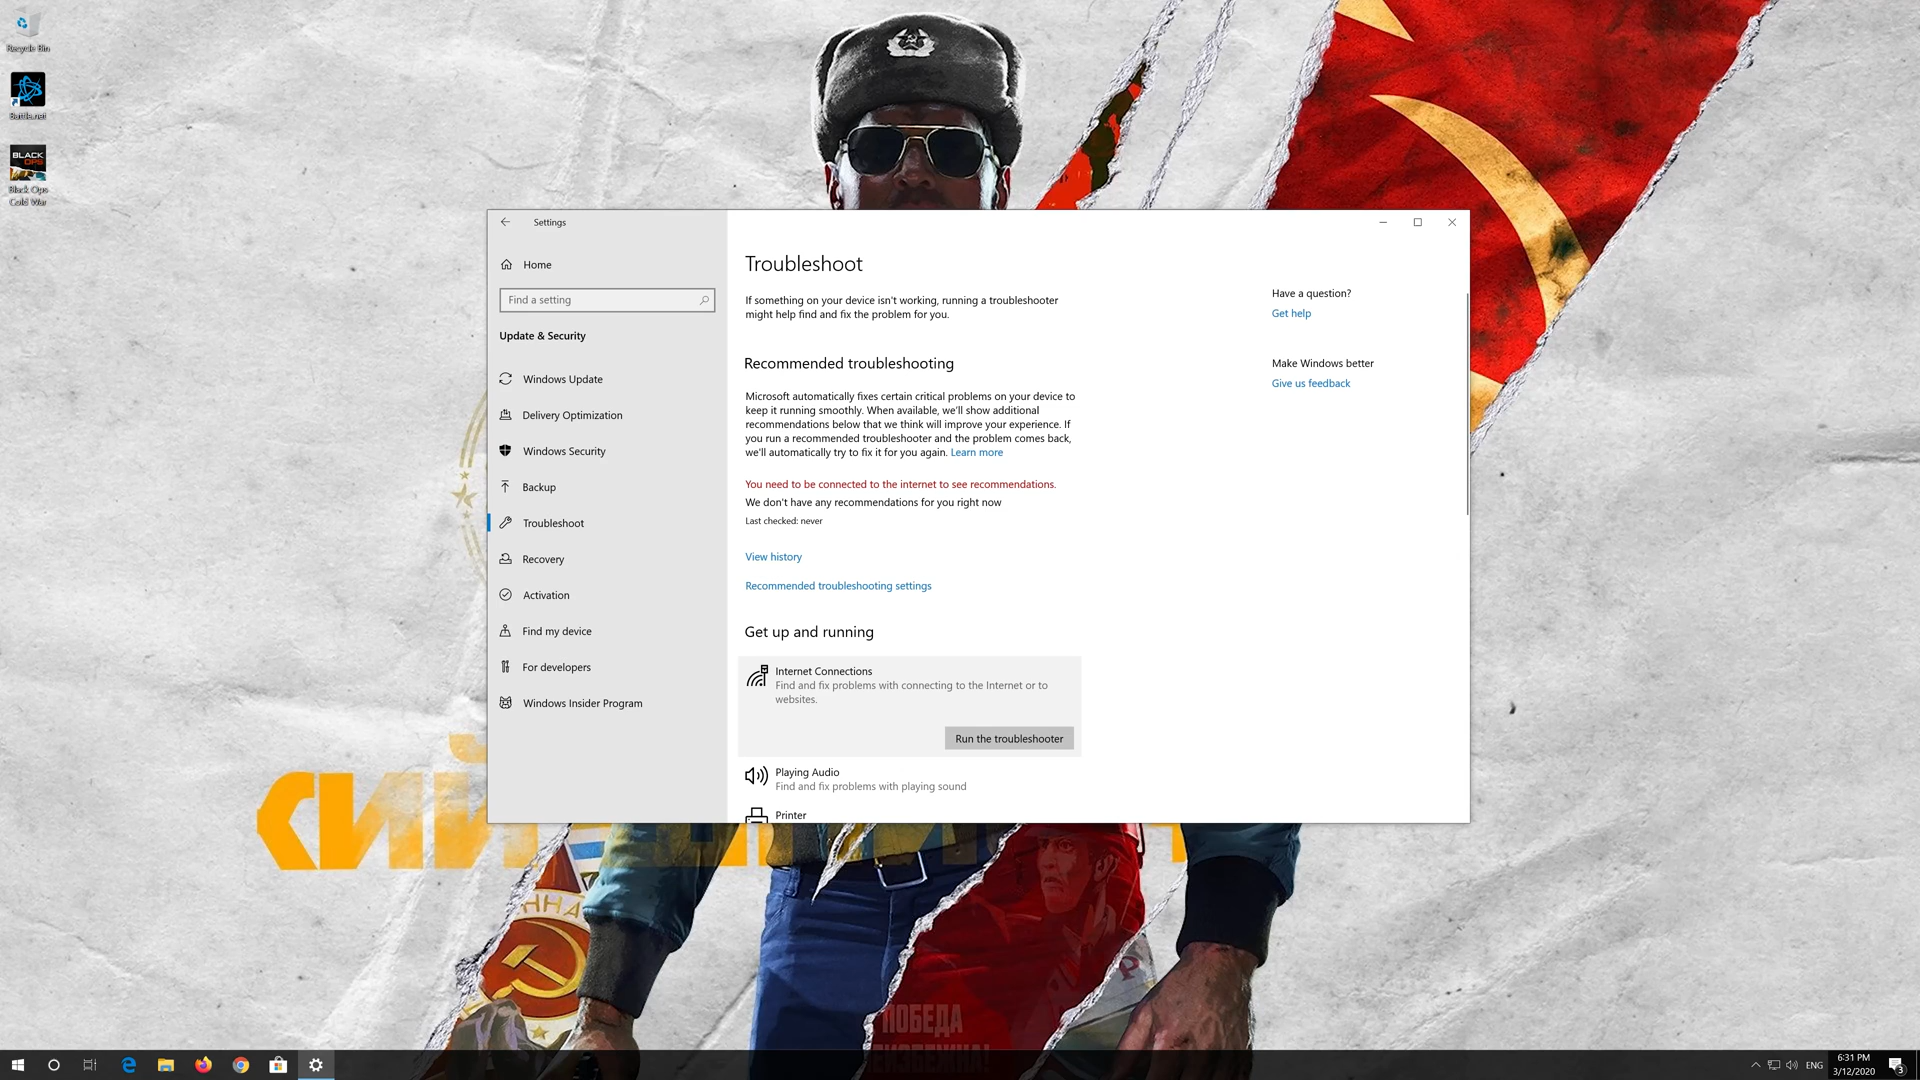 Recycle Bin
Battle.net
BLACK
OPS
Black Ops
Cold War
Settings
Home
Find a setting
Update & Security
Windows Update
Delivery Optimization
Windows Security
Backup
Troubleshoot
Recovery
Activation
Find my device
For developers
Windows Insider Program
Troubleshoot
If something on your device isn't working, running a troubleshooter
might help find and fix the problem for you.
Recommended troubleshooting
Microsoft automatically fixes certain critical problems on your device to
keep it running smoothly. When available, we'll show additional
recommendations below that we think will improve your experience. If
you run a recommended troubleshooter and the problem comes back,
we'll automatically try to fix it for you again. Learn more
You need to be connected to the internet to see recommendations.
We don't have any recommendations for you right now
Last checked: never
View history
Recommended troubleshooting settings
Get up and running
Internet Connections
Find and fix problems with connecting to the Internet or to
websites.
Run the troubleshooter
Playing Audio
Find and fix problems with playing sound
Printer
Have a question?
Get help
Make Windows better
Give us feedback
ПОБЕДА
ENG
6:31 PM
3/12/2020
3